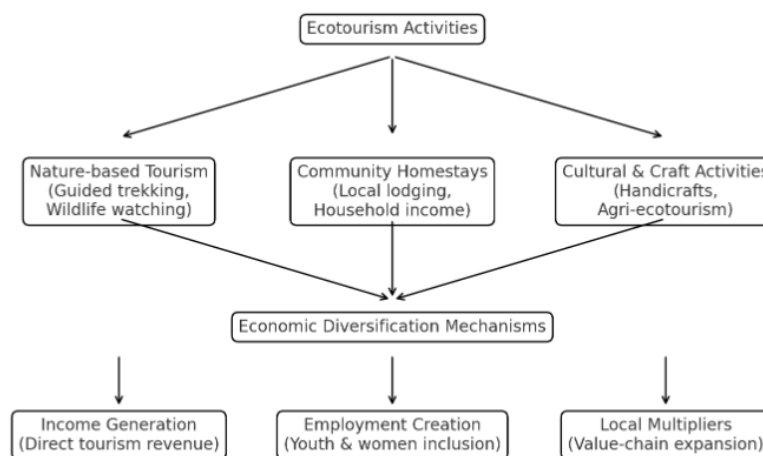 Ecotourism Activities
Nature-based Tourism
(Guided trekking,
Wildlife watching)
Community Homestays
(Local lodging,
Household income)
Cultural & Craft Activities
(Handicrafts,
Agri-ecotourism)
Economic Diversification Mechanisms
Income Generation
(Direct tourism revenue)
Employment Creation
(Youth & women inclusion)
Local Multipliers
(Value-chain expansion)